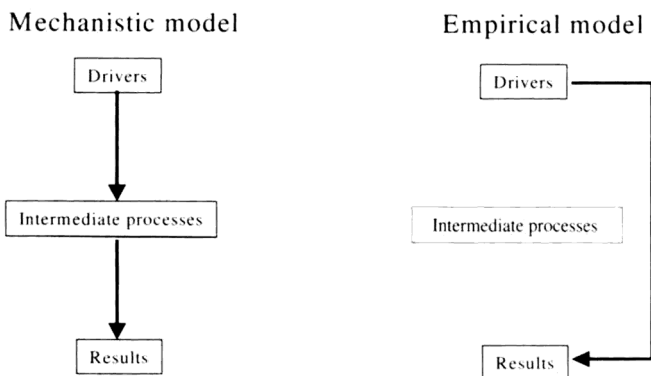 Mechanistic model
Drivers
Intermediate processes
Results
Empirical model
Drivers
Intermediate processes
Results